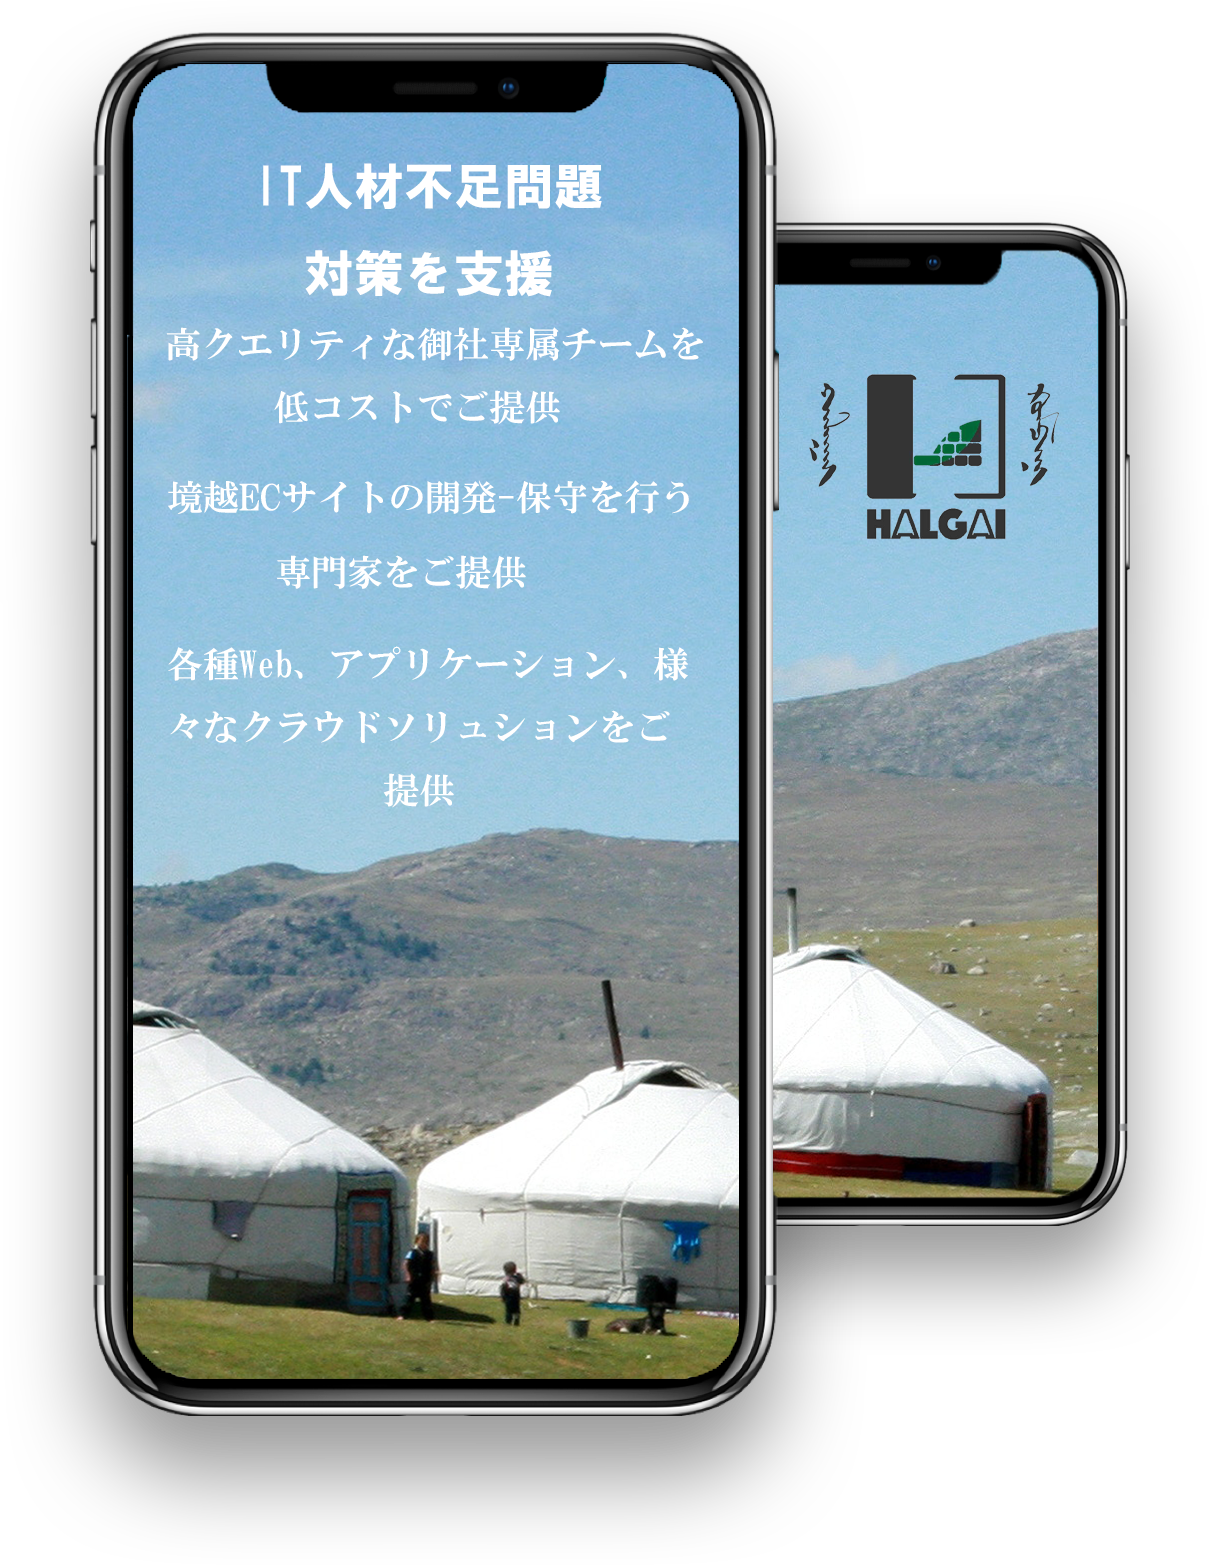 IT人材不足問題
対策を支援
高クエリティな御社専属チームを
低コストでご提供
境越ECサイトの開発-保守を行う
専門家をご提供
各種Web、アプリケーション、様
々なクラウドソリュションをご
提供
HALGAI